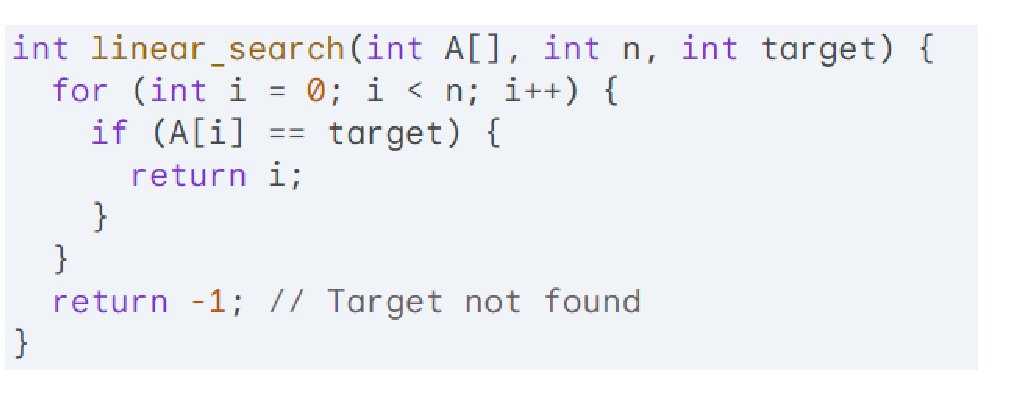 int linear_search(int A[], int n, int target) {
  for (int i = 0; i < n; i++) {
    if (A[i] == target) {
      return i;
    }
  }
  return -1; // Target not found
}